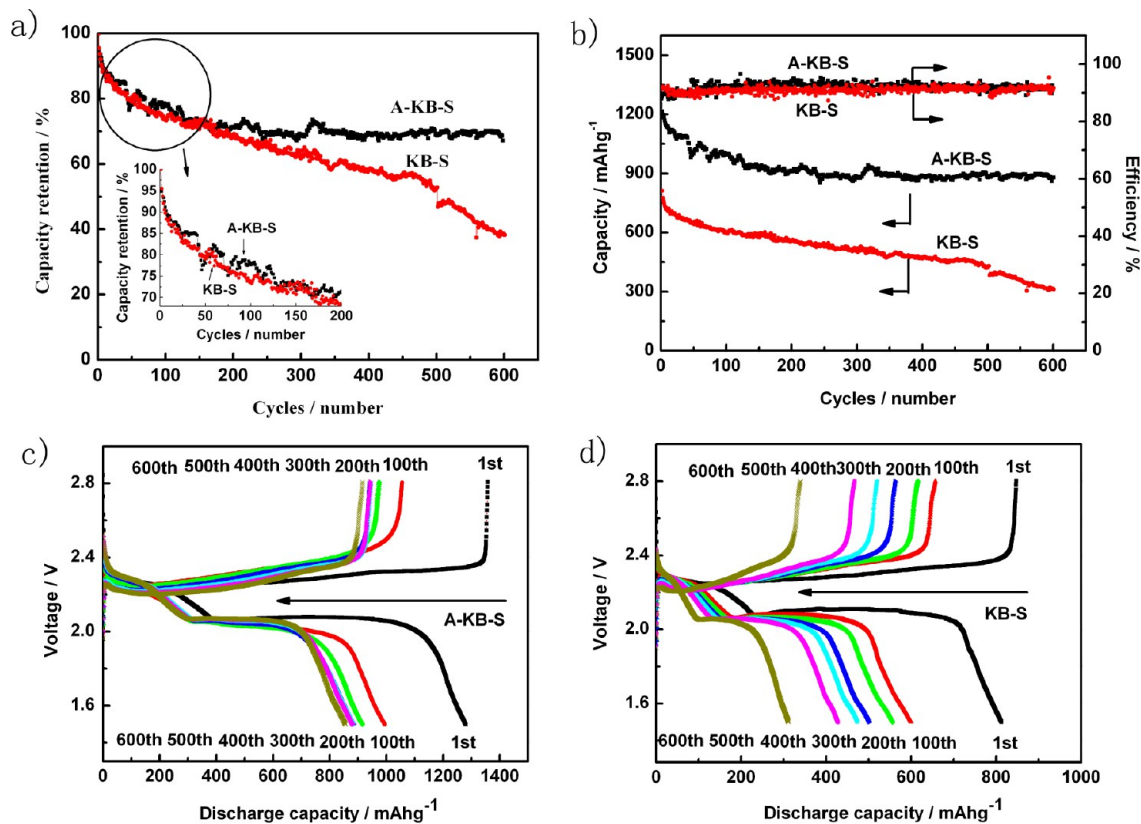 a)
100
80
60
40
20
0
Capacity retention / %
A-KB-S
KB-S
100
95
90
85
80
75
70
Capacity retention / %
A-KB-S
KB-S
0 50 100 150 200
Cycles / number
0 100 200 300 400 500 600
Cycles / number
b)
1500
1200
900
600
300
0
Capacity / mAhg-1
A-KB-S
KB-S
A-KB-S
KB-S
100
80
60
40
20
0
Efficiency / %
0 100 200 300 400 500 600
Cycles / number
c)
600th 500th 400th 300th 200th 100th 1st
2.8
2.4
2.0
1.6
Voltage / V
A-KB-S
600th 500th 400th 300th 200th 100th 1st
0 200 400 600 800 1000 1200 1400
Discharge capacity / mAhg-1
d)
600th 500th 400th 300th 200th 100th 1st
2.8
2.4
2.0
1.6
Voltage / V
KB-S
600th 500th 400th 300th 200th 100th 1st
0 200 400 600 800 1000
Discharge capacity / mAhg-1